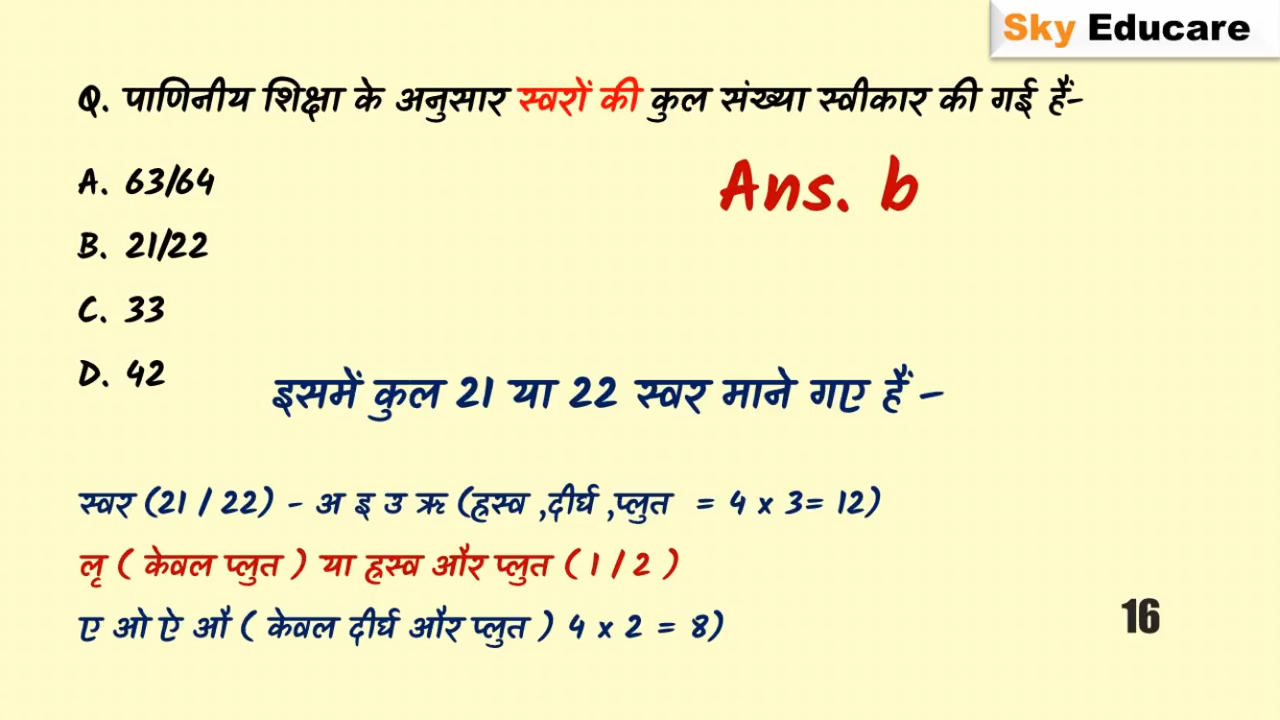 Sky Educare
Q. पाणिनीय शिक्षा के अनुसार स्वरों की कुल संख्या स्वीकार की गई हैं-
A. 63/64
Ans. b
B. 21/22
C. 33
D. 42
इसमें कुल 21 या 22 स्वर माने गए हैं -
स्वर (21 / 22) - अ इ उ ऋ (ह्रस्व ,दीर्घ ,प्लुत = 4 x 3= 12)
लृ ( केवल प्लुत ) या ह्रस्व और प्लुत ( 1 / 2 )
ए ओ ऐ औ ( केवल दीर्घ और प्लुत ) 4 x 2 = 8)
16